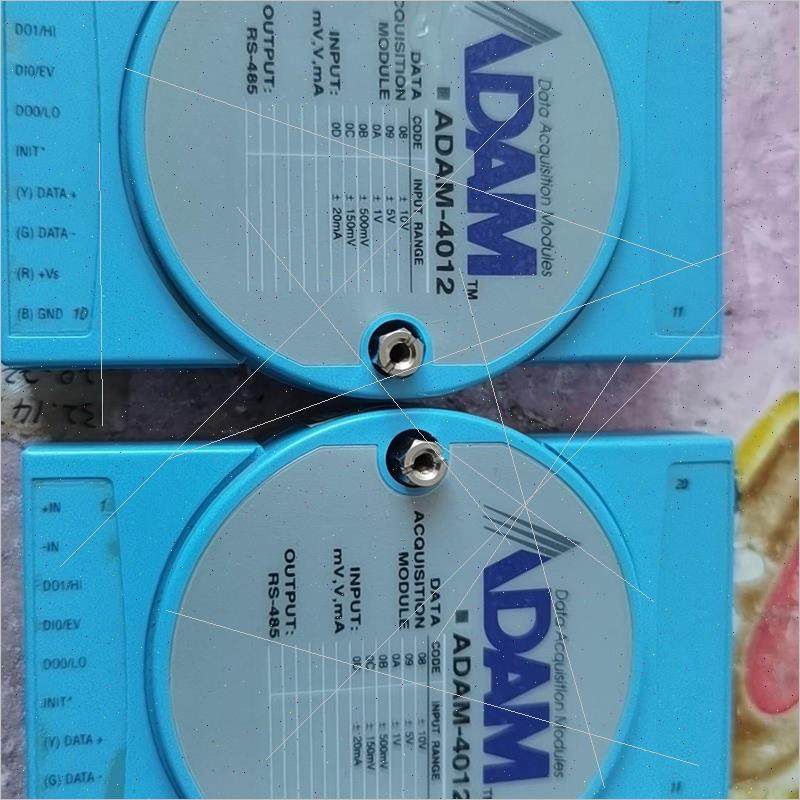 DO1/HI
DI0/EV
DO0/LO
INIT*
(Y) DATA +
(G) DATA -
(R) +Vs
(B) GND 10
ADAM™
Data Acquisition Modules
ADAM-4012
DATA
ACQUISITION
MODULE
INPUT:
mV,V,mA
OUTPUT:
RS-485
CODE INPUT RANGE
08 ± 10V
09 ± 5V
0A ± 1V
0B ± 500mV
0C ± 150mV
0D ± 20mA
11
32.14
+IN 1
-IN
DO1/HI
DI0/EV
DO0/LO
INIT*
(Y) DATA +
(G) DATA -
ADAM™
Data Acquisition Modules
ADAM-4012
DATA
ACQUISITION
MODULE
INPUT:
mV,V,mA
OUTPUT:
RS-485
CODE INPUT RANGE
08 ± 10V
09 ± 5V
0A ± 1V
0B ± 500mV
0C ± 150mV
0D ± 20mA
20